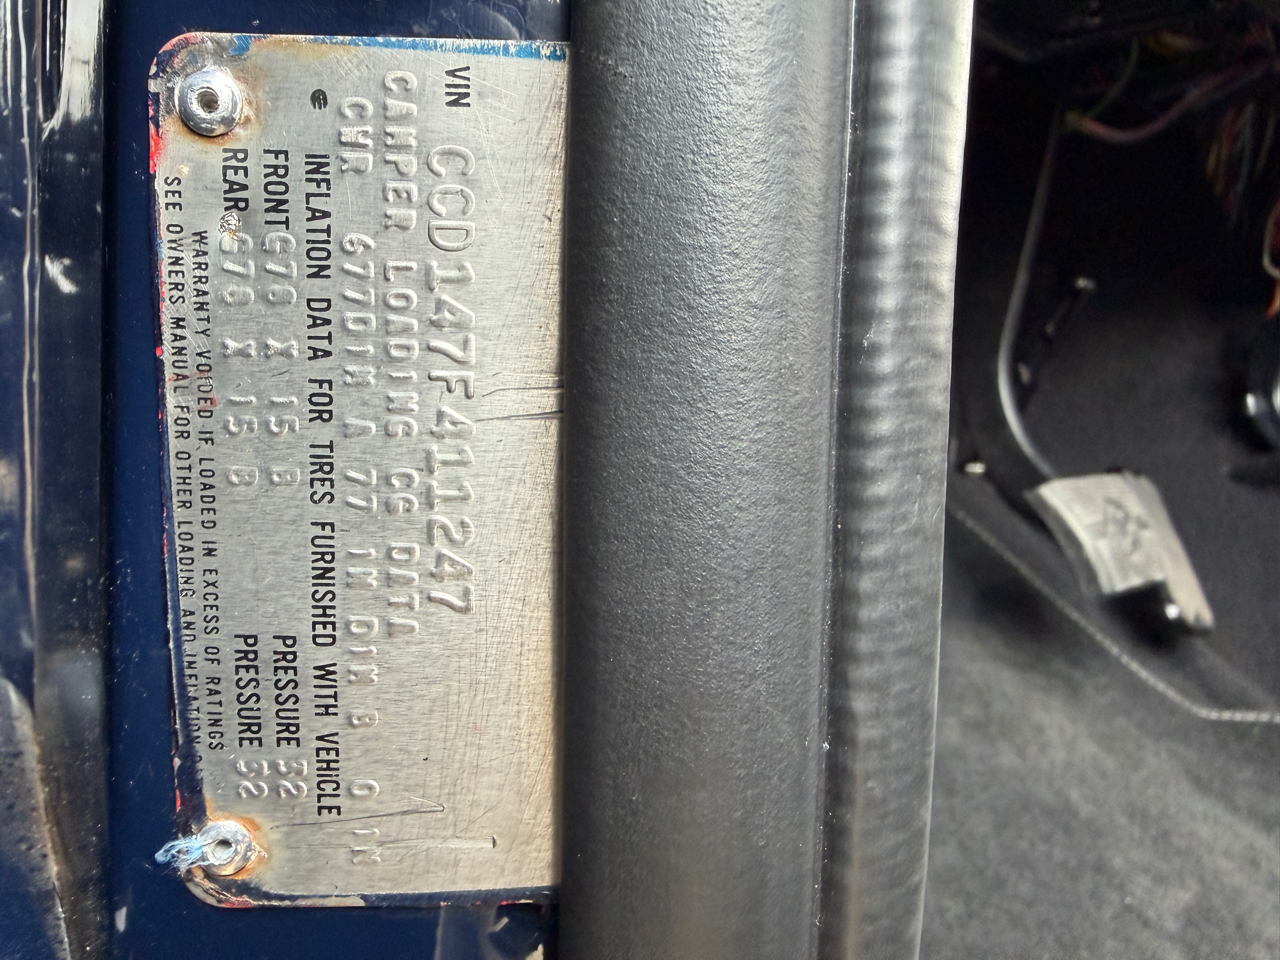 VIN CCD147F411247
CAMPER LOADING CG DATA
CWR 677DIM A 77 IM DIM B 0 IM
INFLATION DATA FOR TIRES FURNISHED WITH VEHICLE
FRONT G78 X 15 B PRESSURE 32
REAR G78 X 15 B PRESSURE 32
WARRANTY VOIDED IF LOADED IN EXCESS OF RATINGS
SEE OWNERS MANUAL FOR OTHER LOADING AND INFLATION